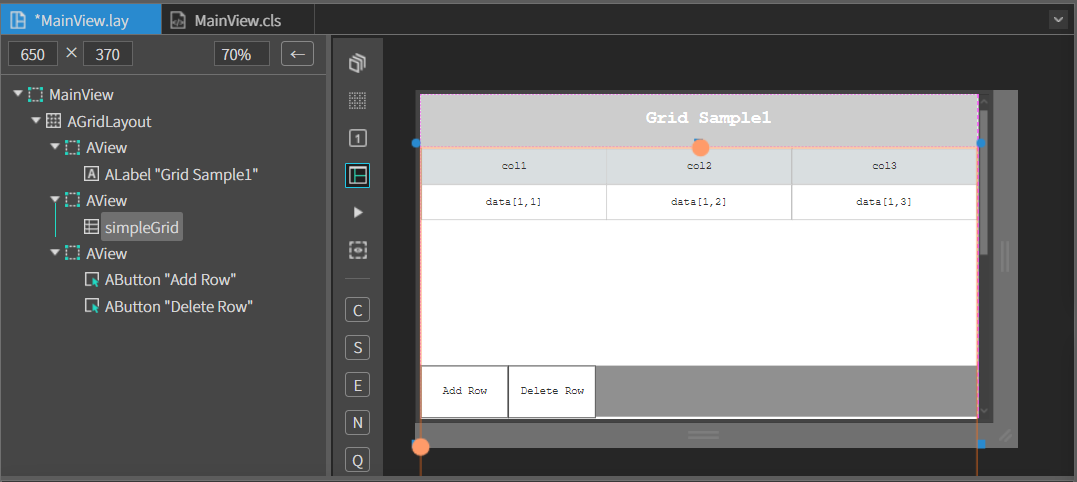 *MainView.lay MainView.cls
650 × 370 70% ←
MainView
AGridLayout
AView
ALabel "Grid Sample1"
AView
simpleGrid
AView
AButton "Add Row"
AButton "Delete Row"
1
C
S
E
N
Q
Grid Sample1
col1 col2 col3
data[1,1] data[1,2] data[1,3]
Add Row Delete Row